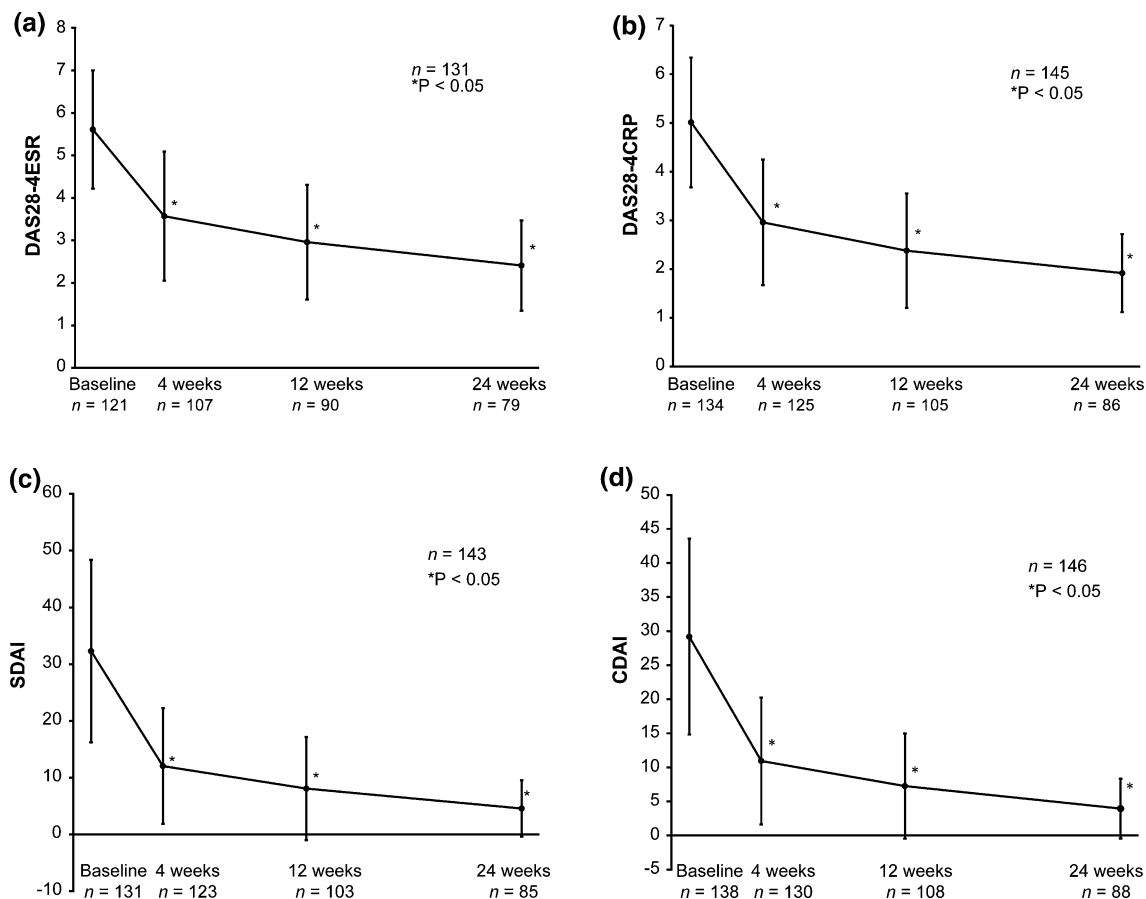 (a)
DAS28-4ESR
8
7
6
5
4
3
2
1
0
n = 131
*P < 0.05
*
*
*
Baseline 4 weeks 12 weeks 24 weeks
n = 121 n = 107 n = 90 n = 79
(b)
DAS28-4CRP
7
6
5
4
3
2
1
0
n = 145
*P < 0.05
*
*
*
Baseline 4 weeks 12 weeks 24 weeks
n = 134 n = 125 n = 105 n = 86
(c)
SDAI
60
50
40
30
20
10
0
-10
n = 143
*P < 0.05
*
*
*
Baseline 4 weeks 12 weeks 24 weeks
n = 131 n = 123 n = 103 n = 85
(d)
CDAI
50
45
40
35
30
25
20
15
10
5
0
-5
n = 146
*P < 0.05
*
*
*
Baseline 4 weeks 12 weeks 24 weeks
n = 138 n = 130 n = 108 n = 88